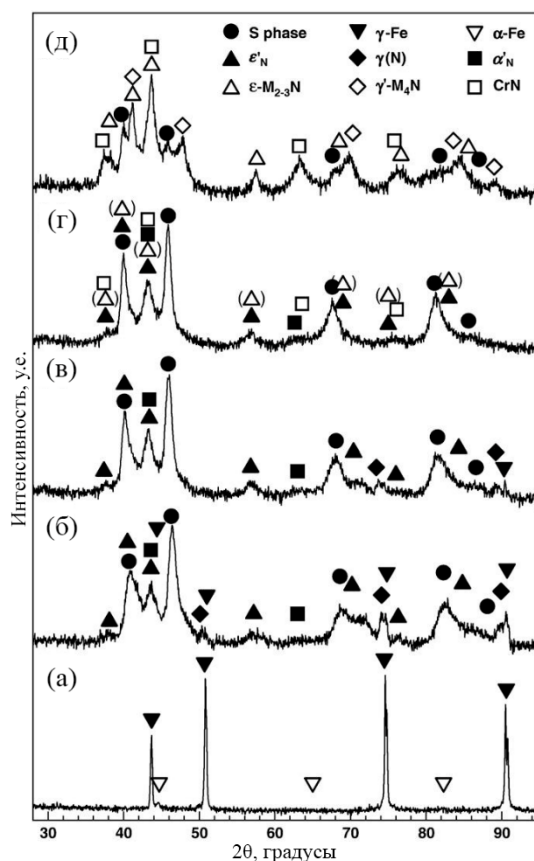 (д)
● S phase ▼ γ-Fe ▽ α-Fe
▲ ε'N ◆ γ(N) ■ α'N
△ ε-M2-3N ◇ γ'-M4N □ CrN
(г)
(△)
(△)
(△)
(△)
(△)
(△)
(△)
(в)
(б)
(а)
Интенсивность, у.е.
30 40 50 60 70 80 90
2θ, градусы